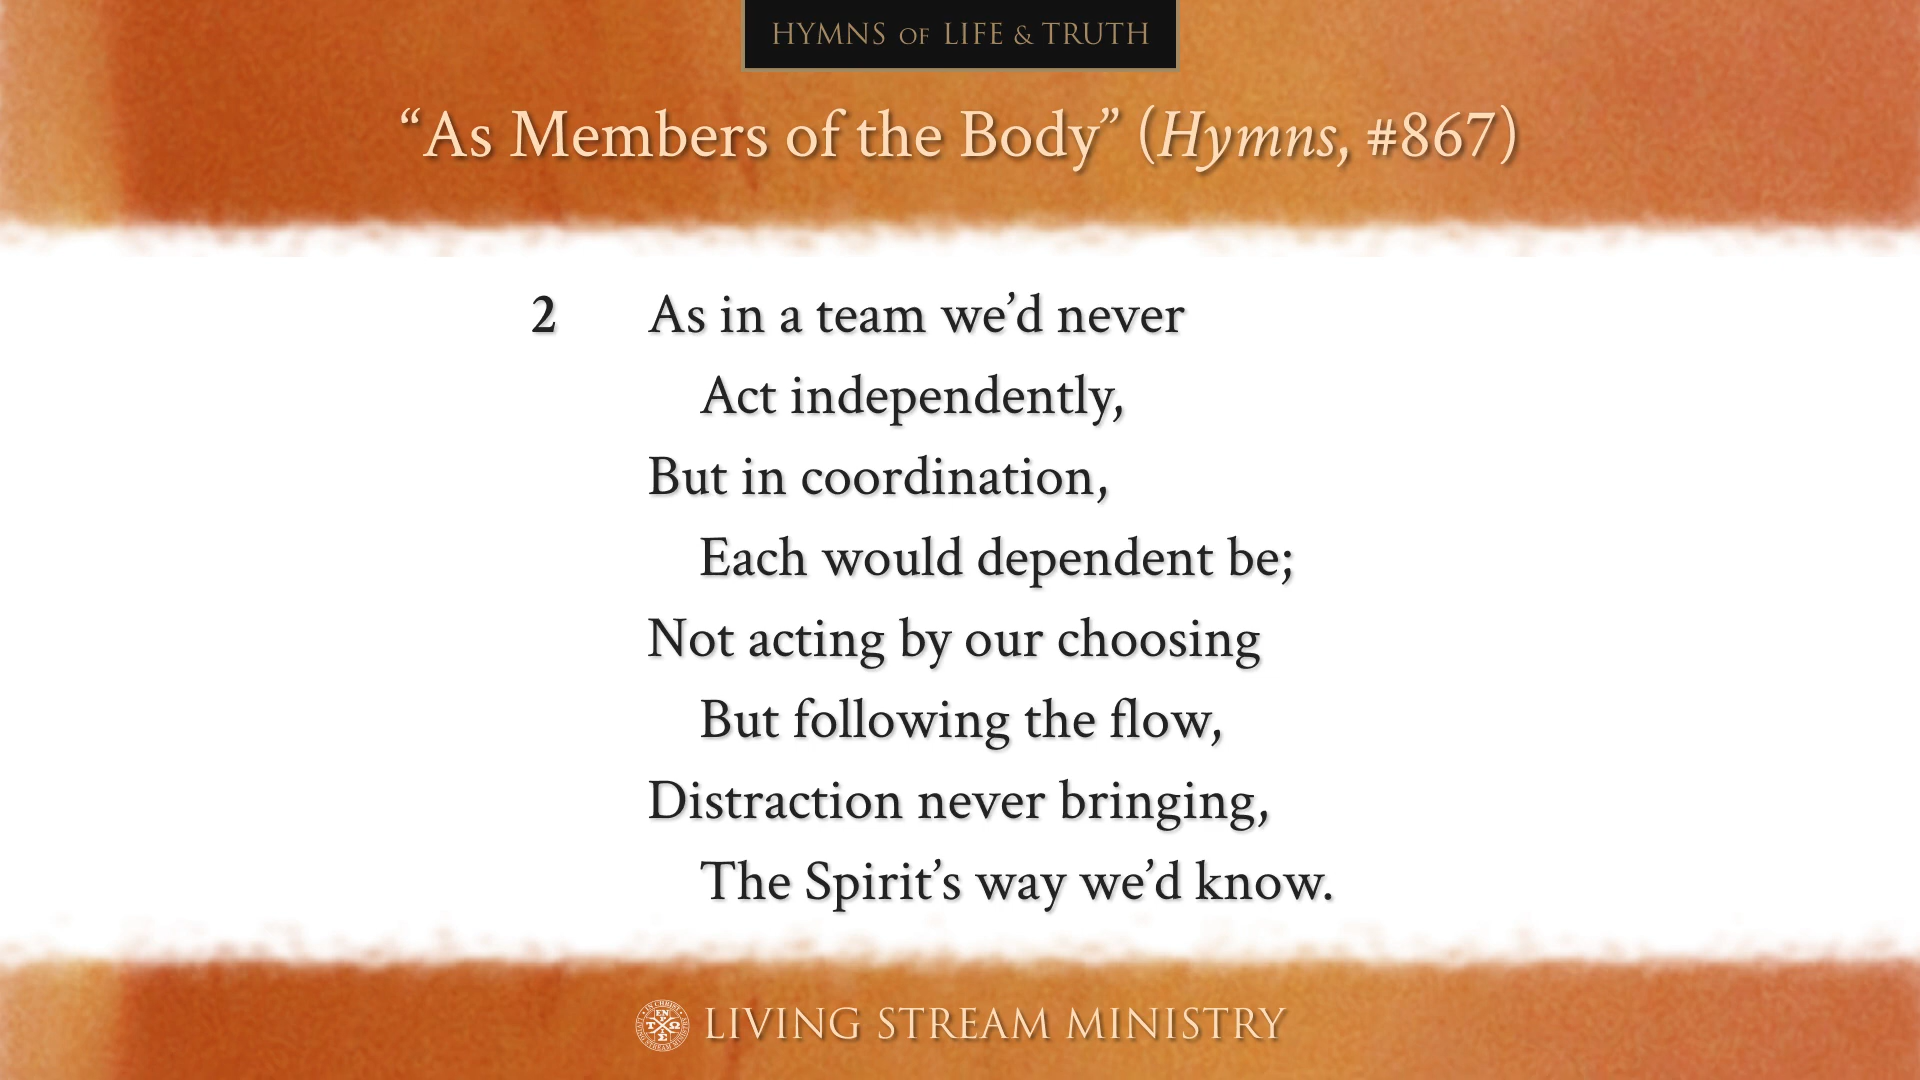 HYMNS OF LIFE & TRUTH
“As Members of the Body” (Hymns, #867)
2 As in a team we’d never
Act independently,
But in coordination,
Each would dependent be;
Not acting by our choosing
But following the flow,
Distraction never bringing,
The Spirit’s way we’d know.
LIVING STREAM MINISTRY